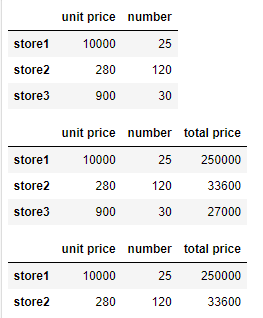 unit price number
store1 10000 25
store2 280 120
store3 900 30
unit price number total price
store1 10000 25 250000
store2 280 120 33600
store3 900 30 27000
unit price number total price
store1 10000 25 250000
store2 280 120 33600